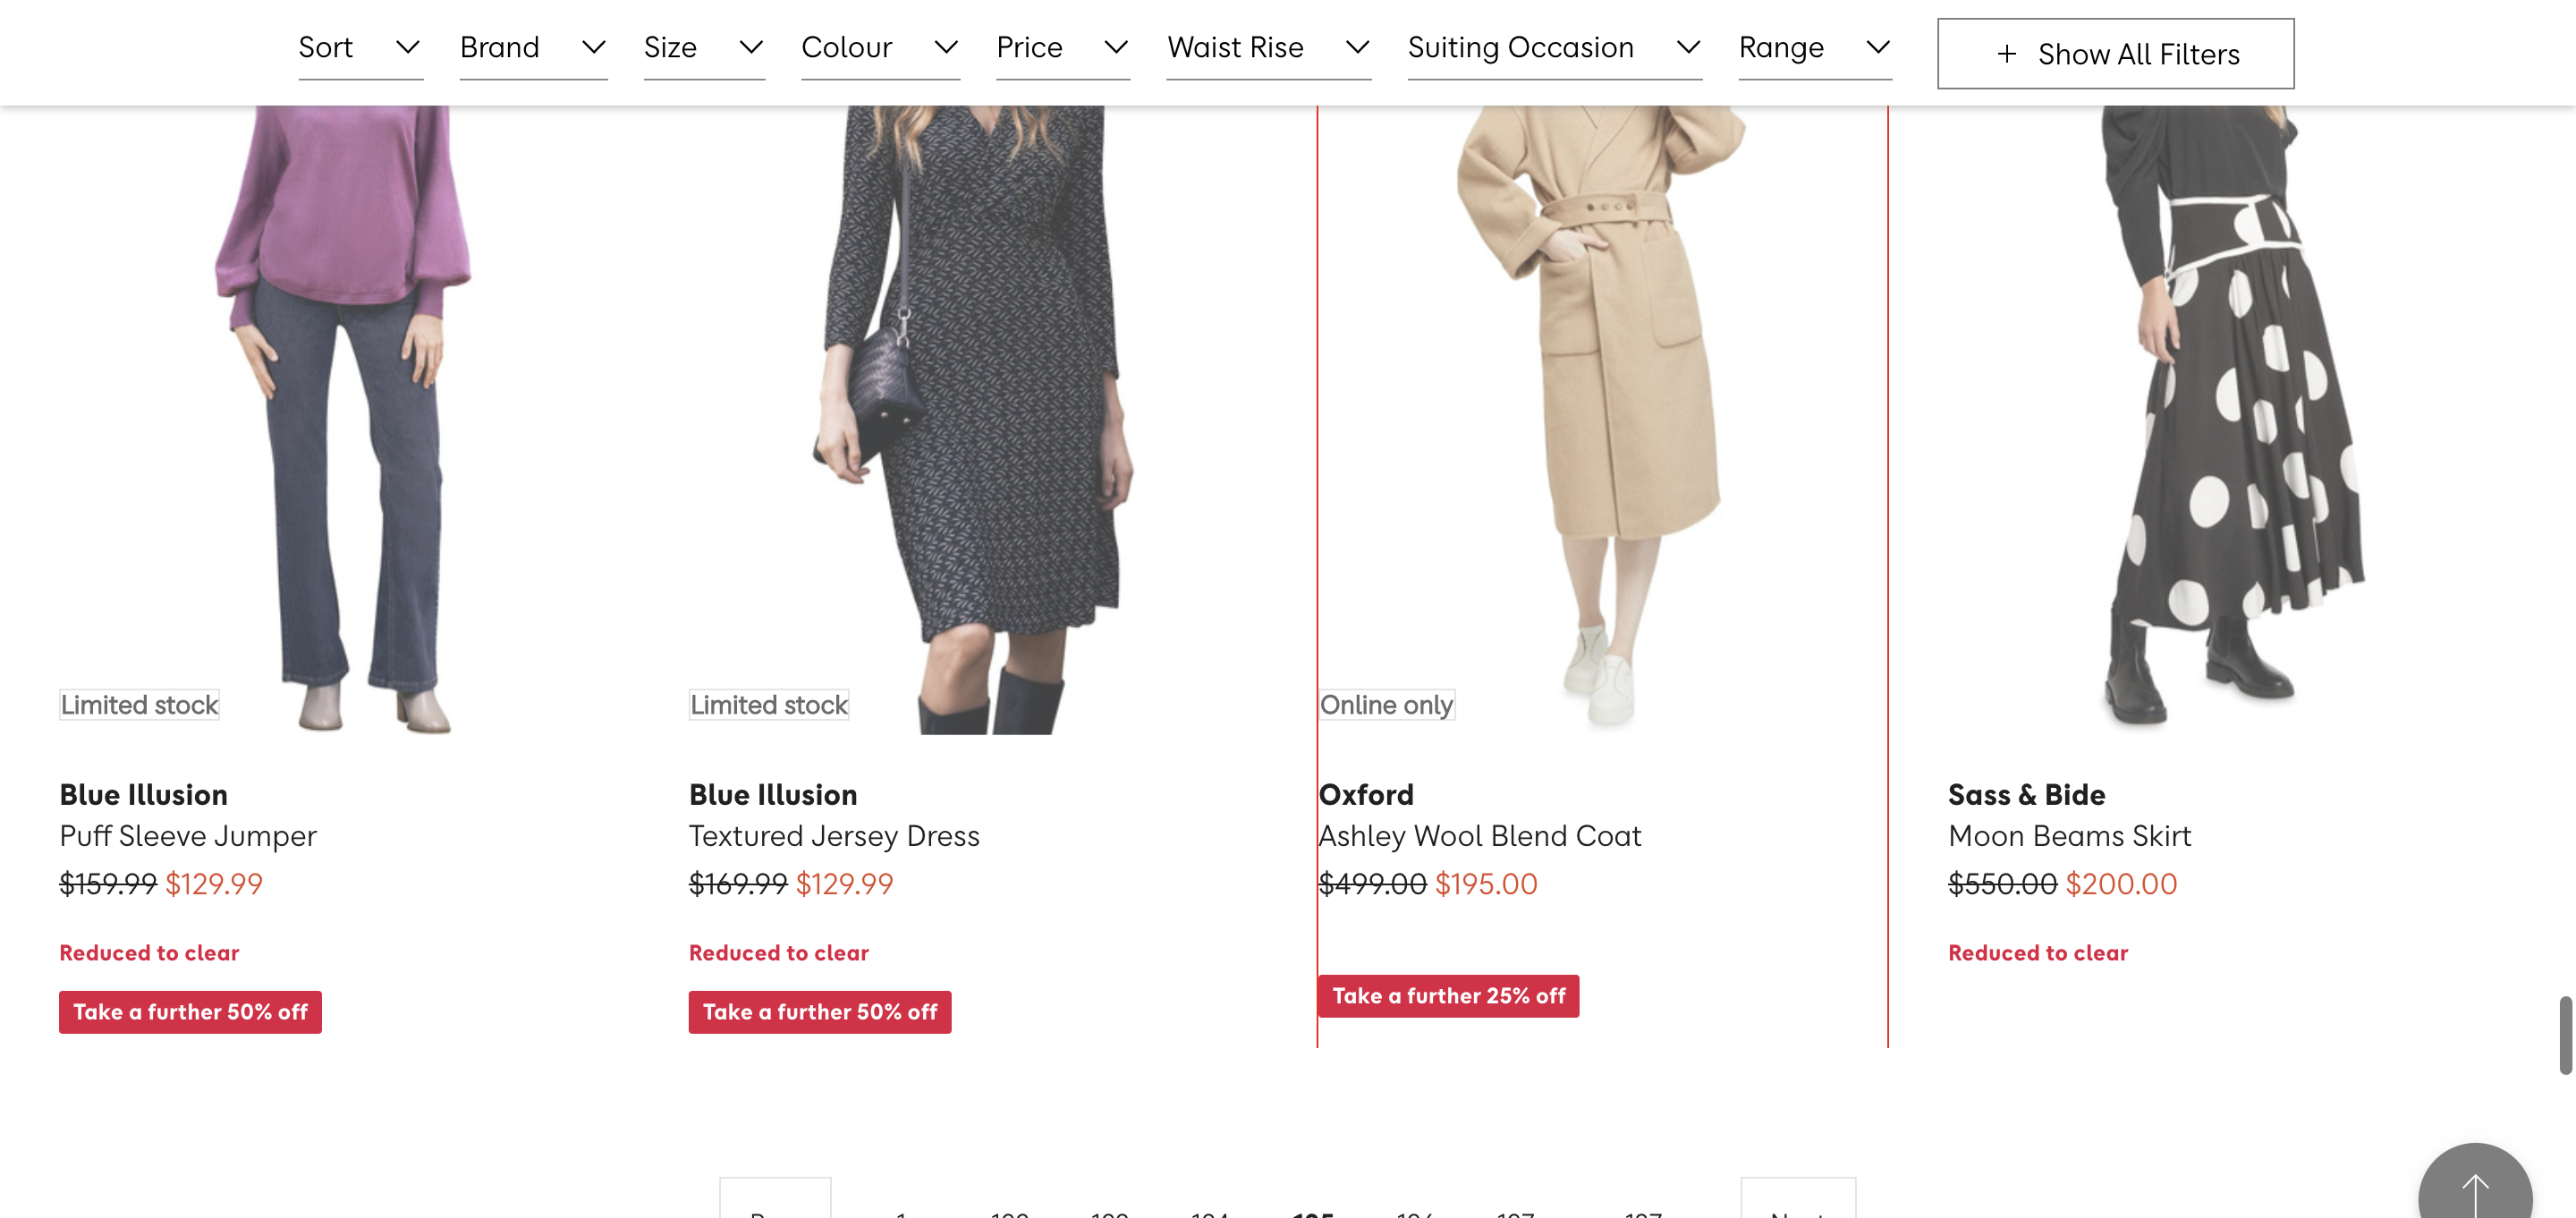 Sort Brand Size Colour Price Waist Rise Suiting Occasion Range + Show All Filters
Limited stock
Limited stock
Online only
Blue Illusion
Puff Sleeve Jumper
$159.99 $129.99
Reduced to clear
Take a further 50% off
Blue Illusion
Textured Jersey Dress
$169.99 $129.99
Reduced to clear
Take a further 50% off
Oxford
Ashley Wool Blend Coat
$499.00 $195.00
Take a further 25% off
Sass & Bide
Moon Beams Skirt
$550.00 $200.00
Reduced to clear